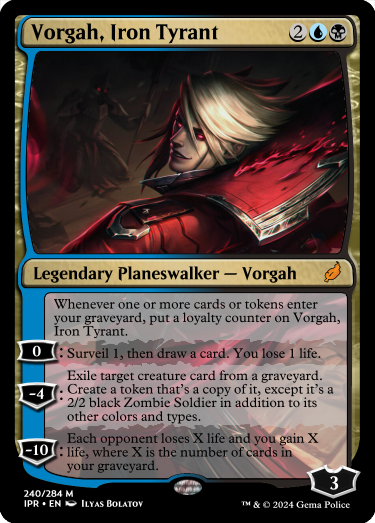 Vorgah, Iron Tyrant 2
Legendary Planeswalker — Vorgah
Whenever one or more cards or tokens enter
your graveyard, put a loyalty counter on Vorgah,
Iron Tyrant.
0 : Surveil 1, then draw a card. You lose 1 life.
Exile target creature card from a graveyard.
-4 : Create a token that's a copy of it, except it's a
2/2 black Zombie Soldier in addition to its
other colors and types.
Each opponent loses X life and you gain X
-10 : life, where X is the number of cards in
your graveyard.
3
240/284 M
IPR • EN Ilyas Bolatov
™ & © 2024 Gema Police